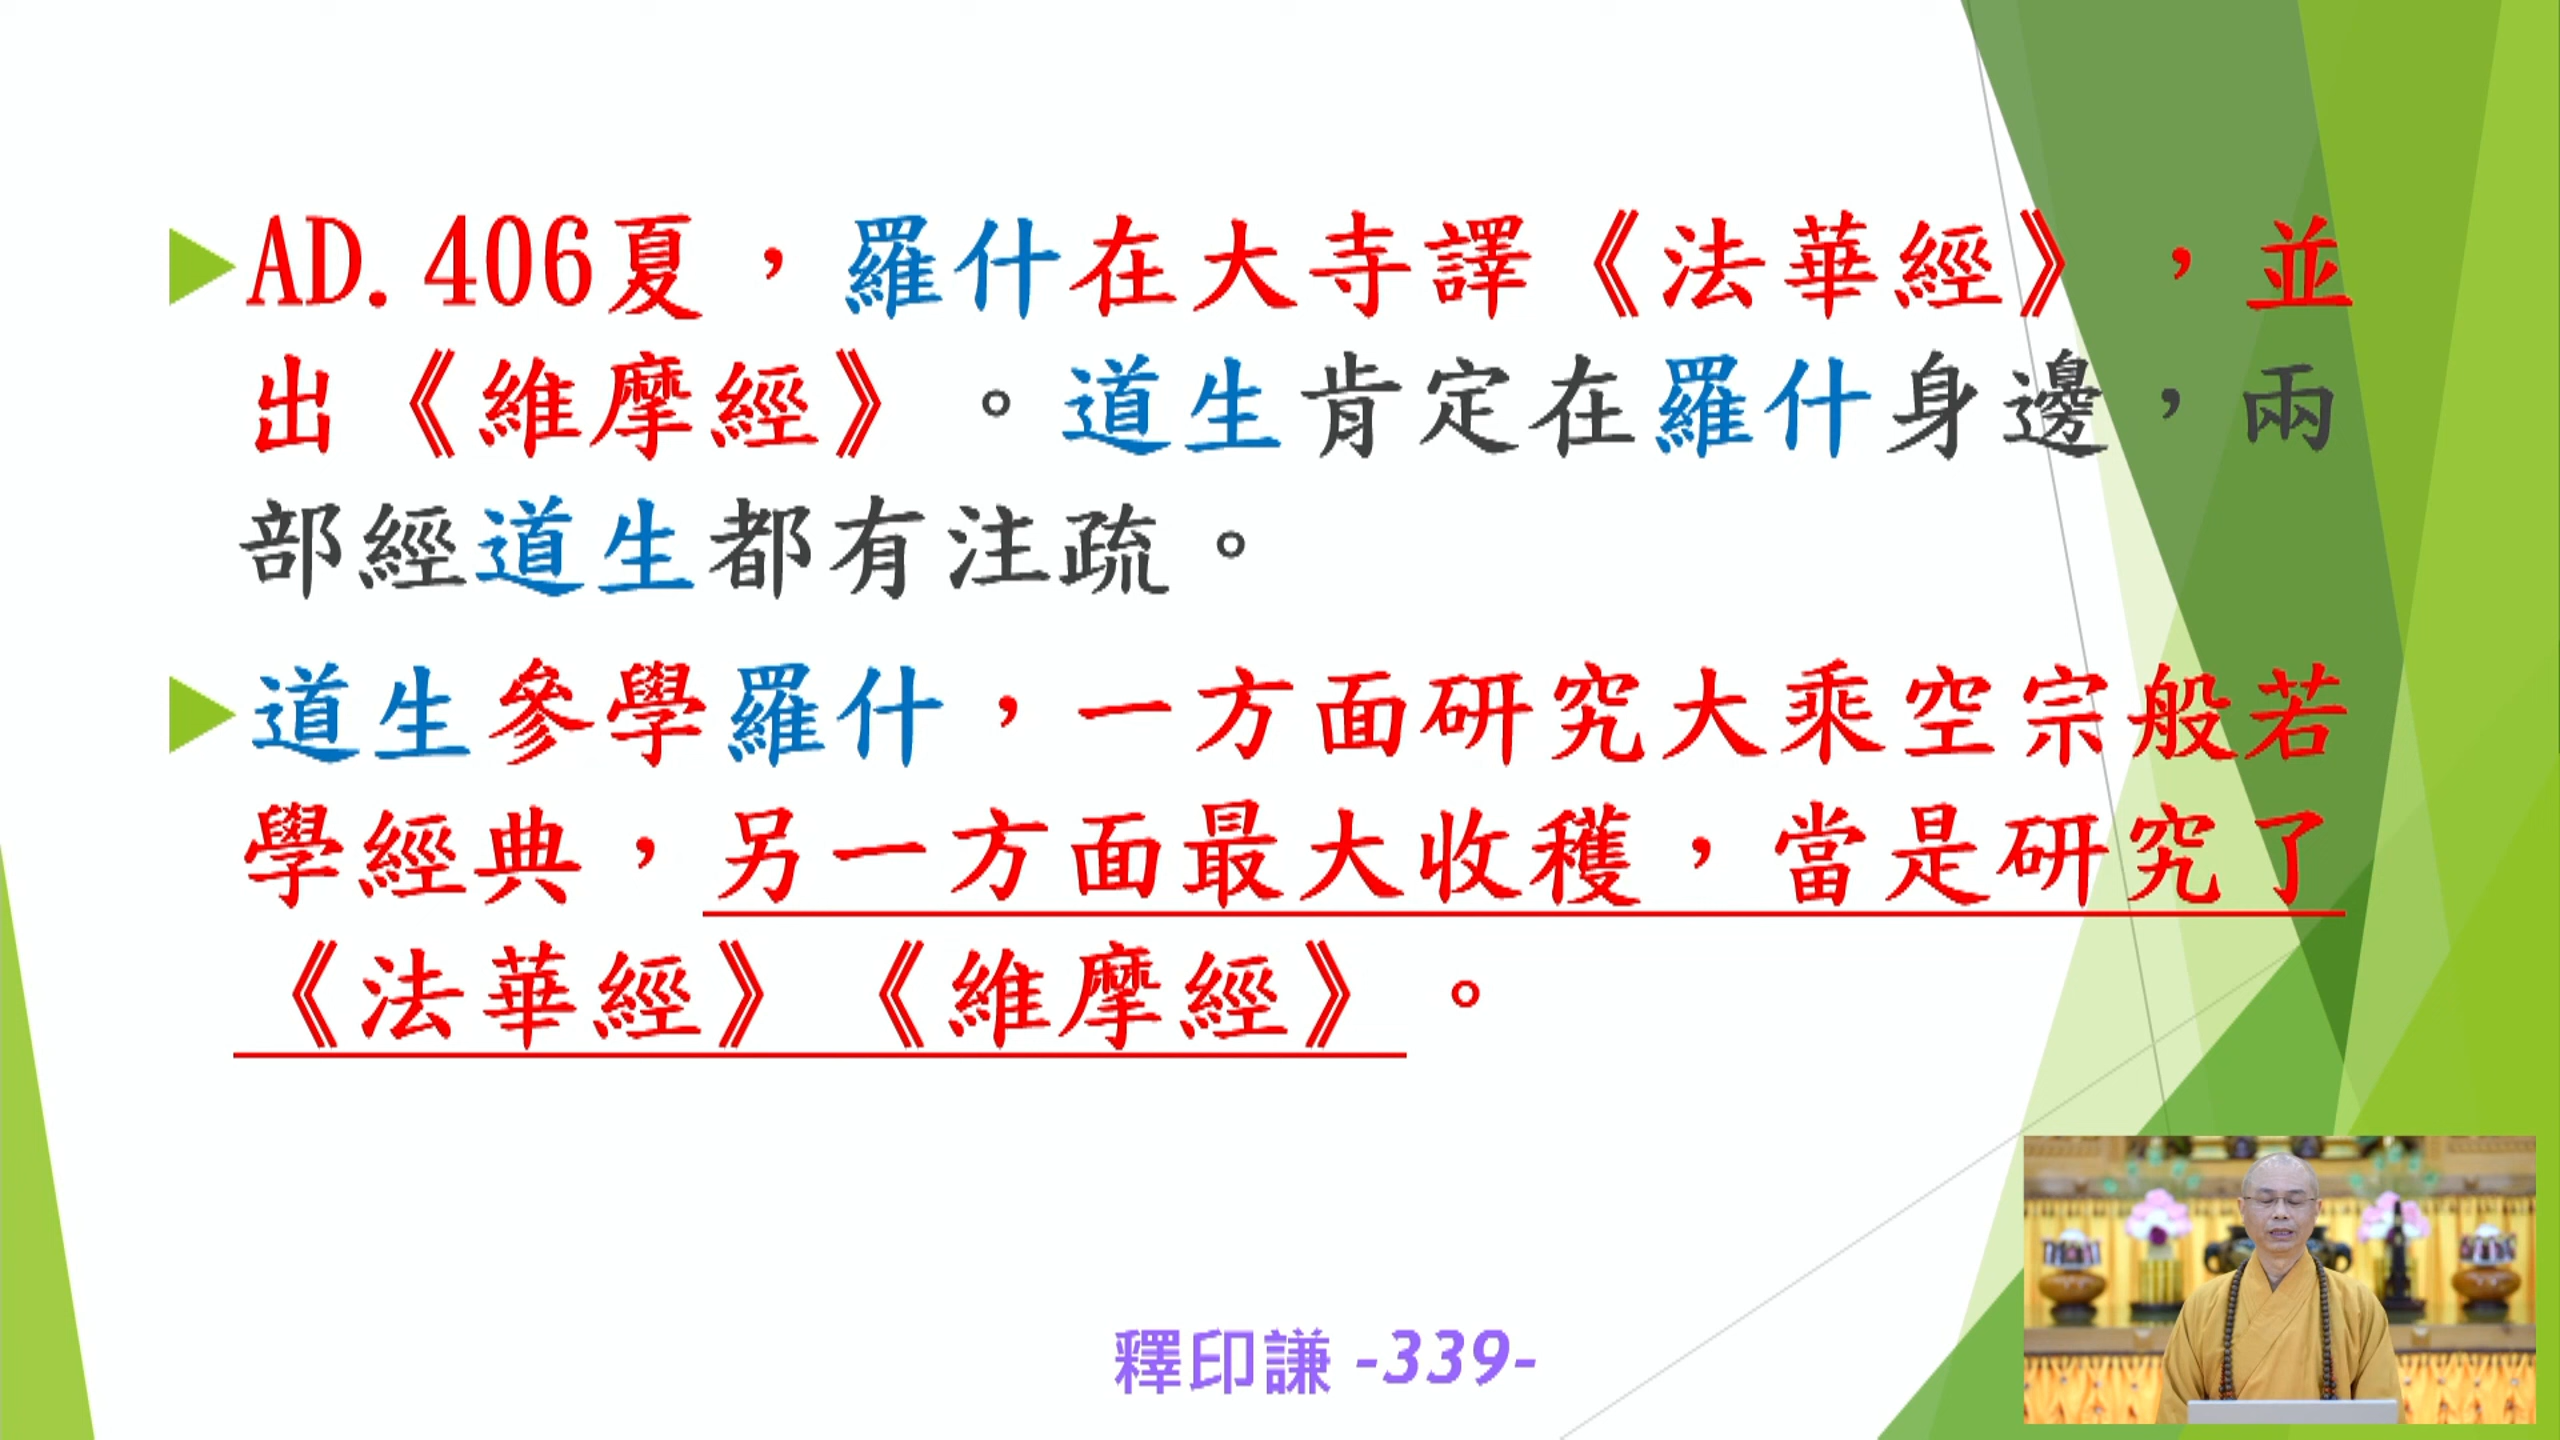 AD.406夏，羅什在大寺譯《法華經》，並
出《維摩經》。道生肯定在羅什身邊，兩
部經道生都有注疏。
道生參學羅什，一方面研究大乘空宗般若
學經典，另一方面最大收穫，當是研究了
《法華經》《維摩經》。
釋印謙 -339-